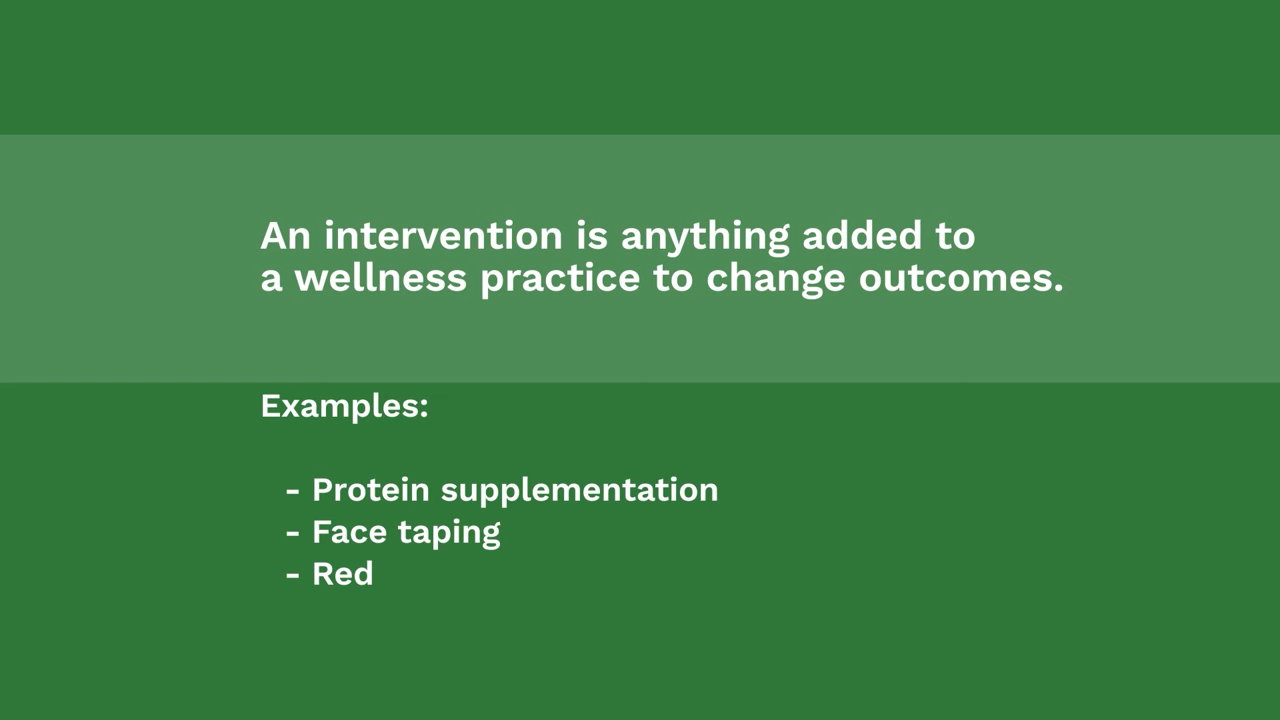 An intervention is anything added to
a wellness practice to change outcomes.
Examples:
- Protein supplementation
- Face taping
- Red